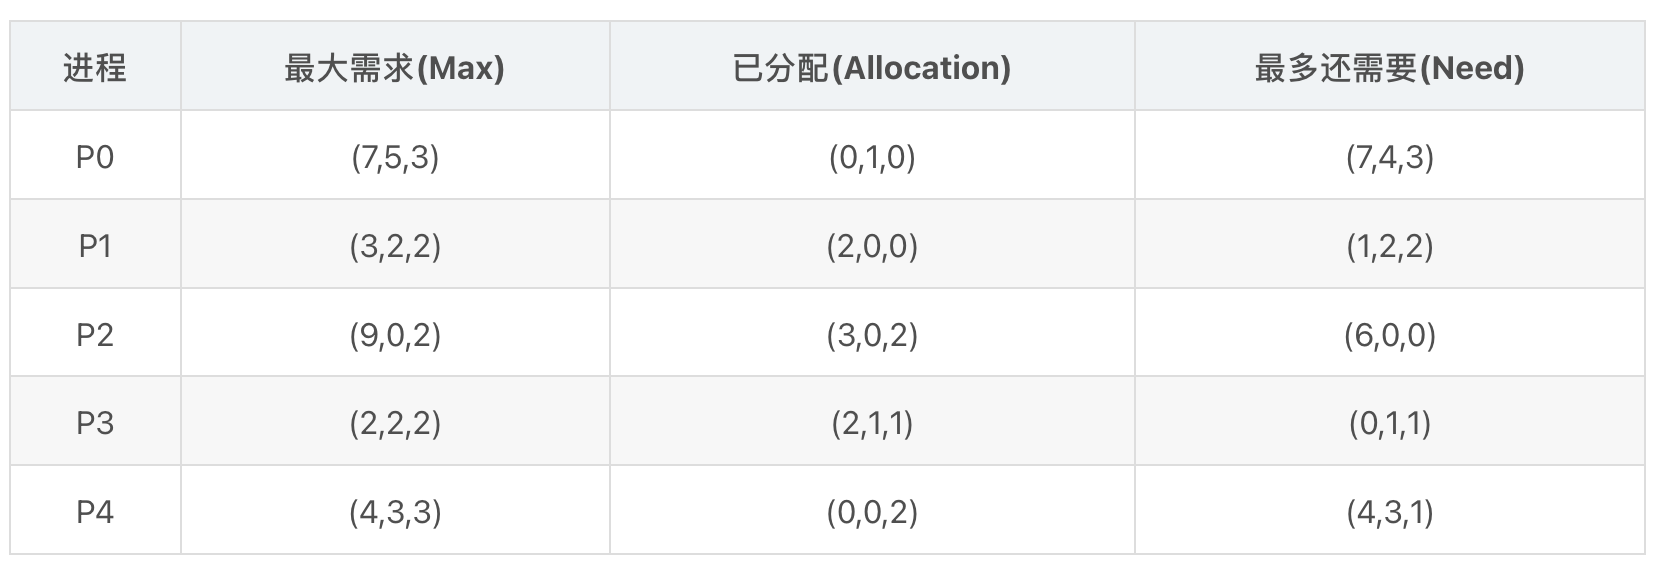 进程 最大需求(Max) 已分配(Allocation) 最多还需要(Need)
P0 (7,5,3) (0,1,0) (7,4,3)
P1 (3,2,2) (2,0,0) (1,2,2)
P2 (9,0,2) (3,0,2) (6,0,0)
P3 (2,2,2) (2,1,1) (0,1,1)
P4 (4,3,3) (0,0,2) (4,3,1)